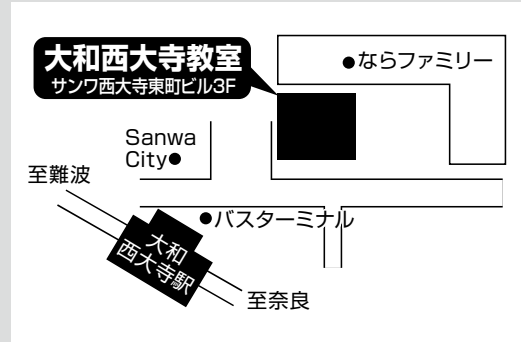 大和西大寺教室
サンワ西大寺東町ビル3F
●ならファミリー
Sanwa
City●
至難波
●バスターミナル
大和
西大寺駅
至奈良